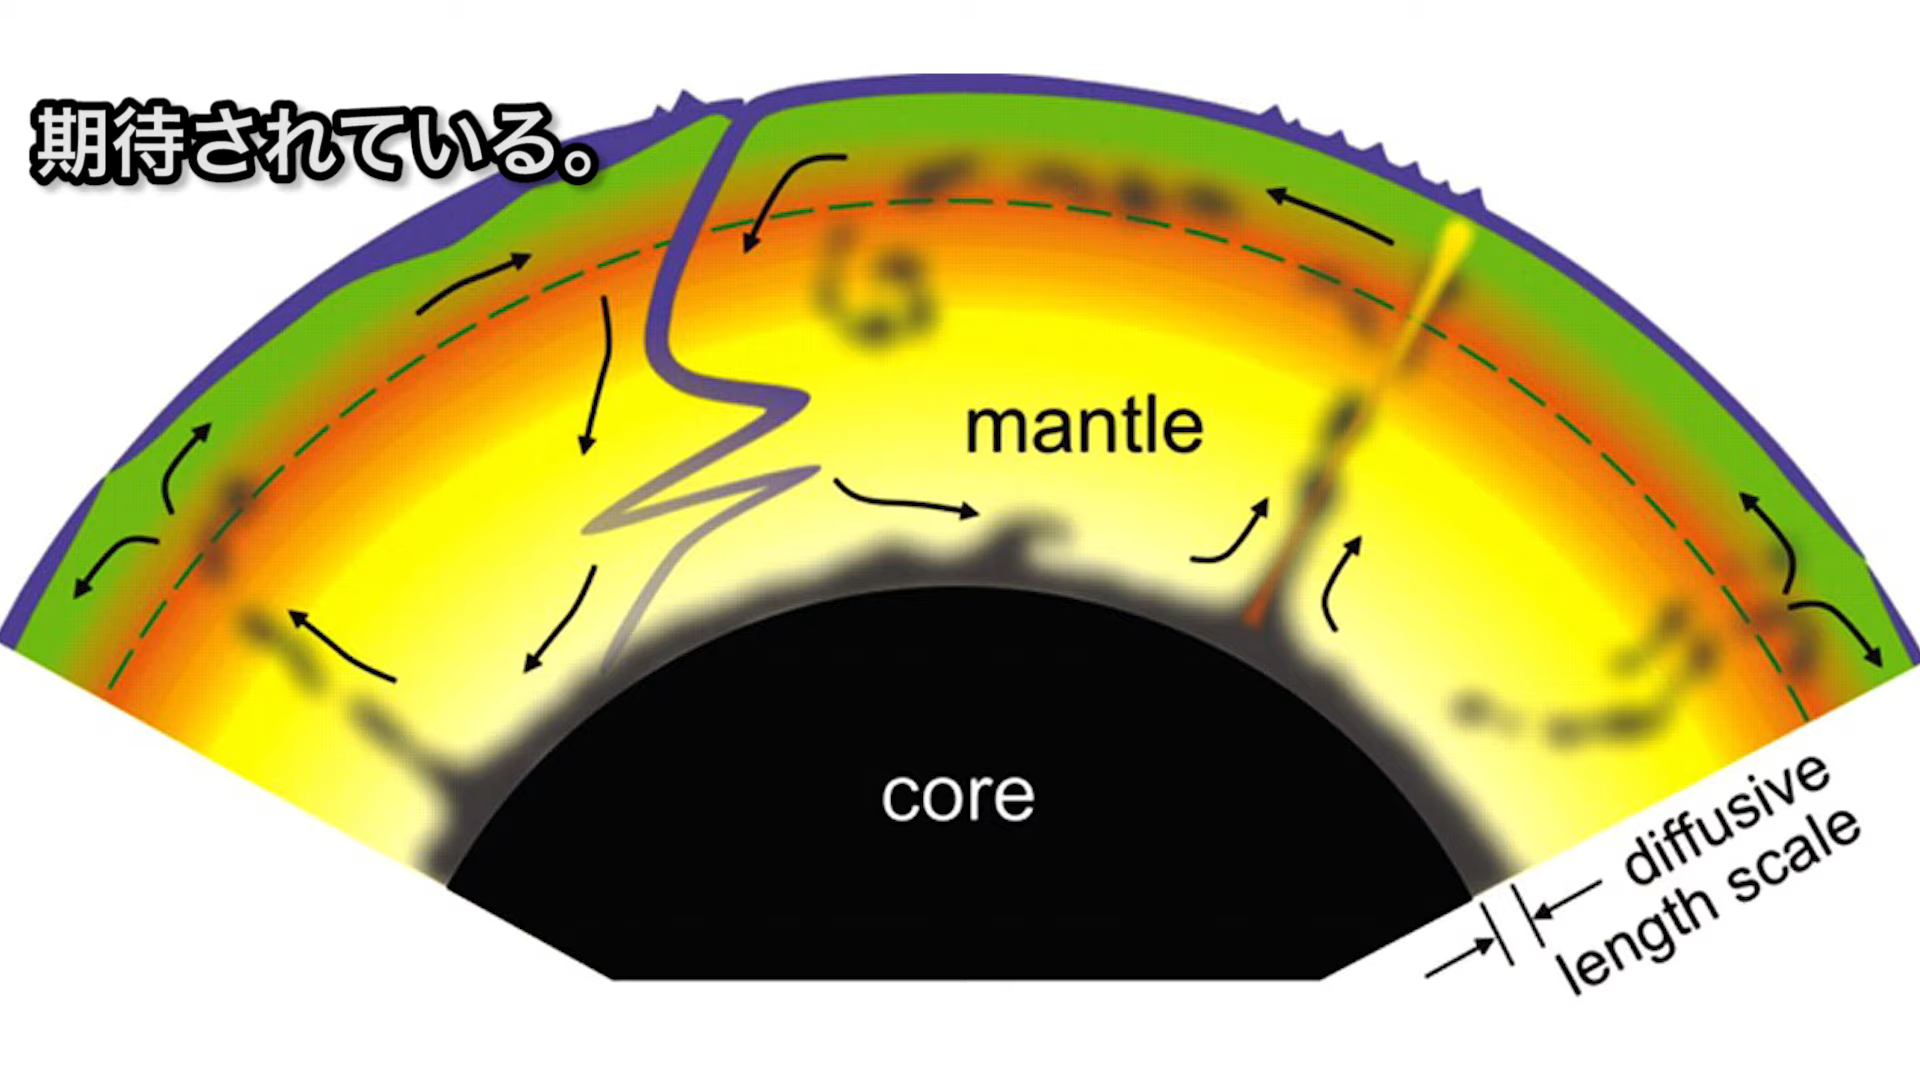 期待されている。
mantle
core
diffusive
length scale